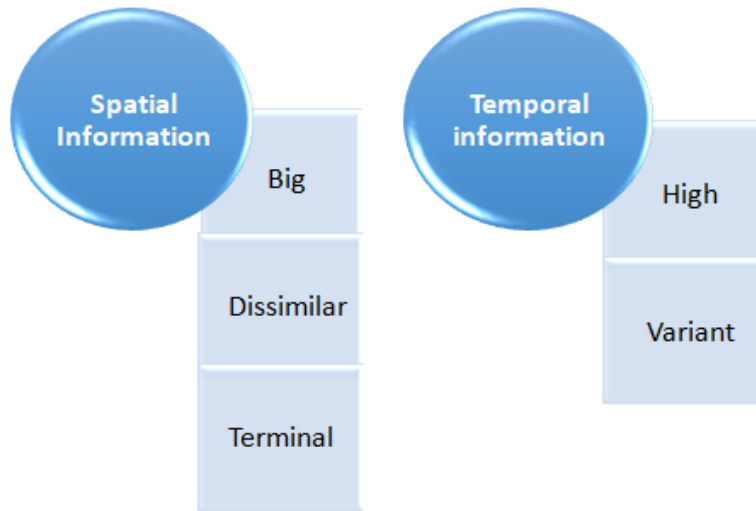 Spatial
Information
Big
Dissimilar
Terminal
Temporal
information
High
Variant